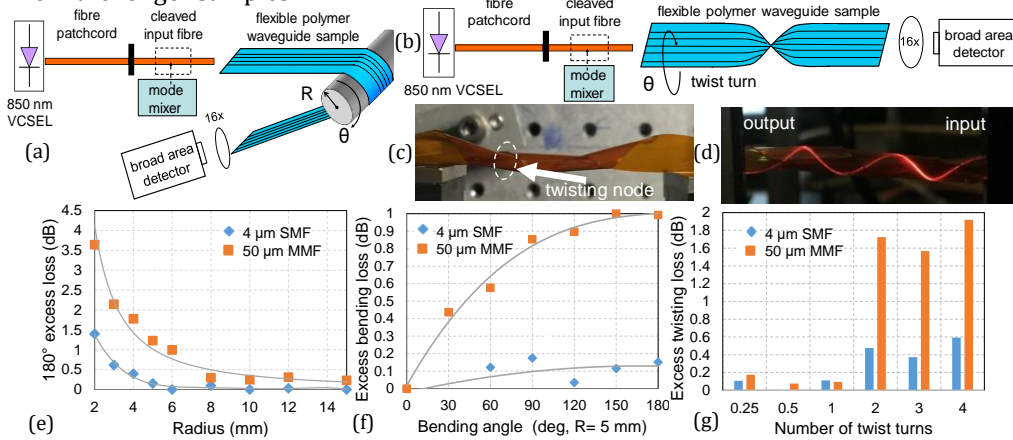 fibre
patchcord
cleaved
input fibre
flexible polymer
waveguide sample
850 nm
VCSEL
mode
mixer
R
θ
16x
broad area
detector
(a)
(b)
fibre
patchcord
cleaved
input fibre
flexible polymer waveguide sample
850 nm
VCSEL
mode
mixer
θ
twist turn
16x
broad area
detector
(c)
twisting node
(d)
output
input
180° excess loss (dB)
4.5
4
3.5
3
2.5
2
1.5
1
0.5
0
4 µm SMF
50 µm MMF
2 4 6 8 10 12 14
Radius (mm)
(e)
Excess bending loss (dB)
1
0.9
0.8
0.7
0.6
0.5
0.4
0.3
0.2
0.1
0
4 µm SMF
50 µm MMF
0 30 60 90 120 150 180
Bending angle (deg, R= 5 mm)
(f)
Excess twisting loss (dB)
2
1.8
1.6
1.4
1.2
1
0.8
0.6
0.4
0.2
0
4 µm SMF
50 µm MMF
0.25 0.5 1 2 3 4
Number of twist turns
(g)